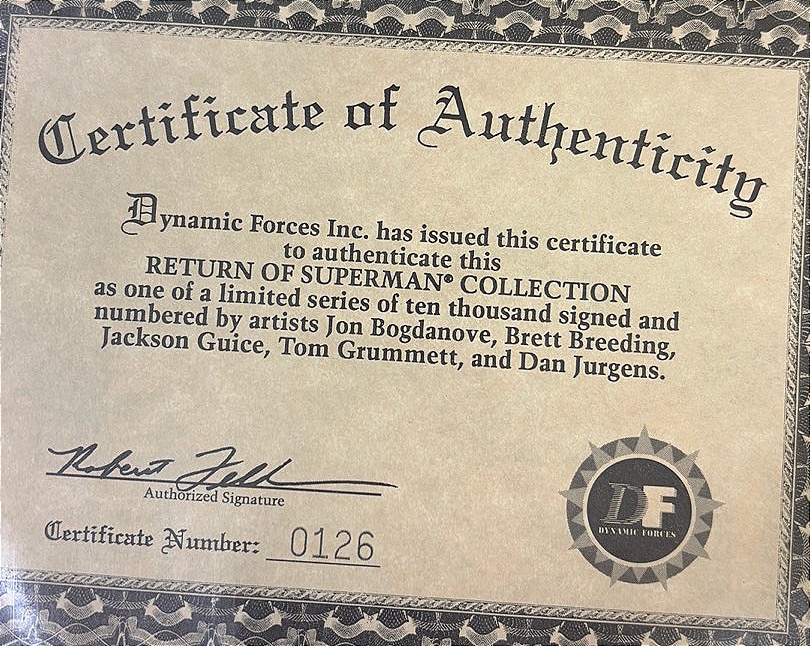 Certificate of Authenticity
Dynamic Forces Inc. has issued this certificate
to authenticate this
RETURN OF SUPERMAN® COLLECTION
as one of a limited series of ten thousand signed and
numbered by artists Jon Bogdanove, Brett Breeding,
Jackson Guice, Tom Grummett, and Dan Jurgens.
Robert Feld
Authorized Signature
Certificate Number: 0126
DF
DYNAMIC FORCES